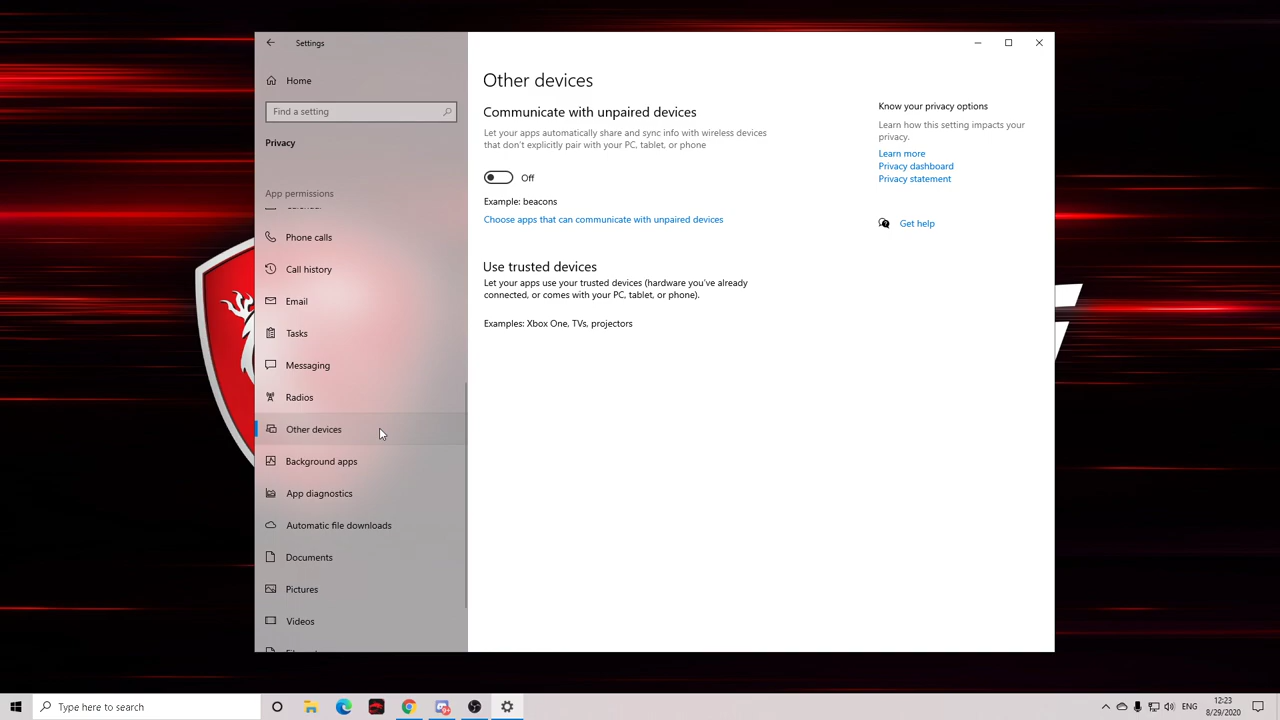 Settings
Home
Find a setting
Privacy
App permissions
Phone calls
Call history
Email
Tasks
Messaging
Radios
Other devices
Background apps
App diagnostics
Automatic file downloads
Documents
Pictures
Videos
Other devices
Communicate with unpaired devices
Let your apps automatically share and sync info with wireless devices
that don't explicitly pair with your PC, tablet, or phone
Off
Example: beacons
Choose apps that can communicate with unpaired devices
Use trusted devices
Let your apps use your trusted devices (hardware you've already
connected, or comes with your PC, tablet, or phone).
Examples: Xbox One, TVs, projectors
Know your privacy options
Learn how this setting impacts your
privacy.
Learn more
Privacy dashboard
Privacy statement
Get help
Type here to search
ENG
12:23
8/29/2020